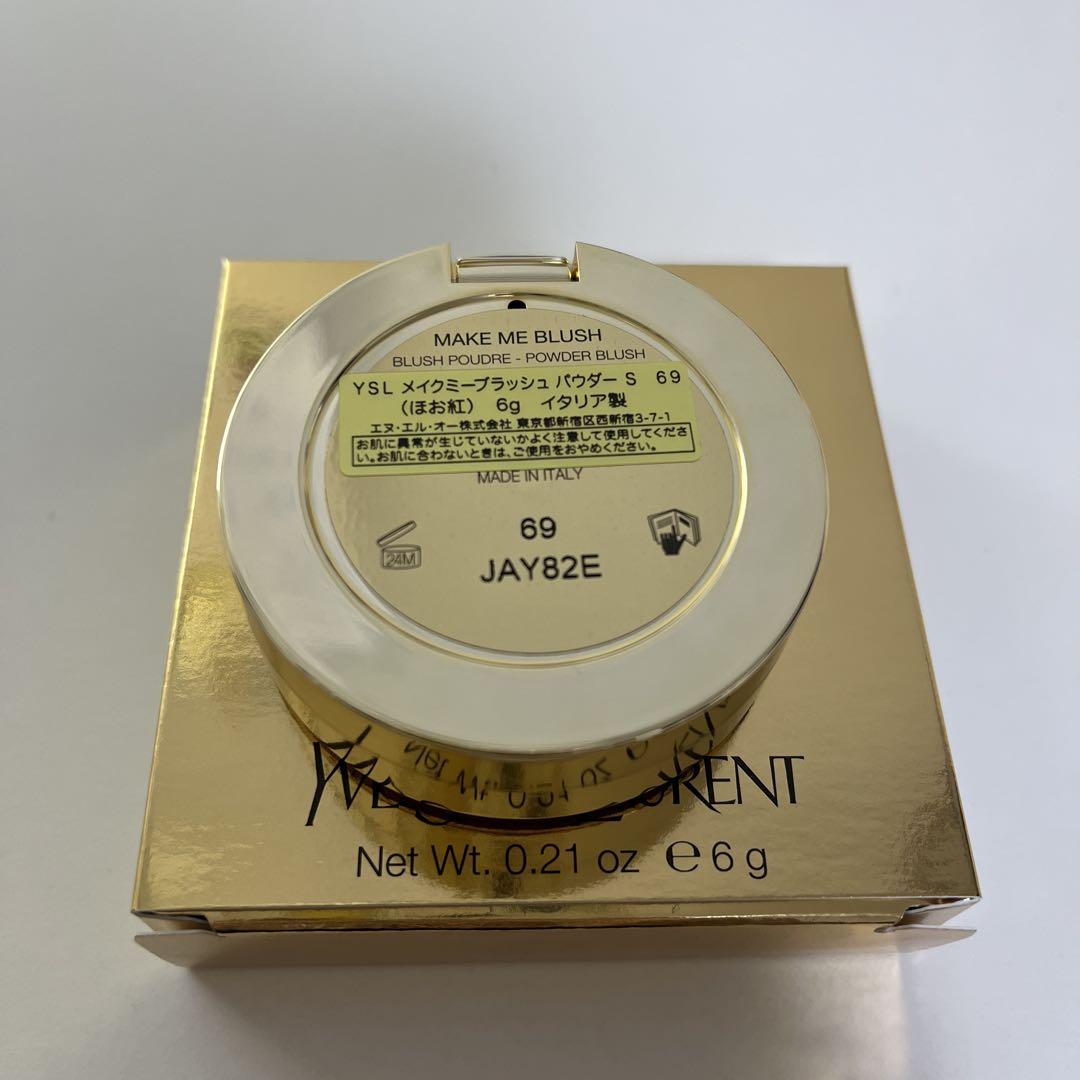 MAKE ME BLUSH
BLUSH POUDRE - POWDER BLUSH
YSL メイクミーブラッシュ パウダー S 69
(ほお紅) 6g イタリア製
エヌ・エル・オー株式会社 東京都新宿区西新宿3-7-1
お肌に異常が生じていないかよく注意して使用してくださ
い。お肌に合わないときは、ご使用をおやめください。
MADE IN ITALY
24M
69
JAY82E
Net Wt. 0.21 oz ℮ 6 g